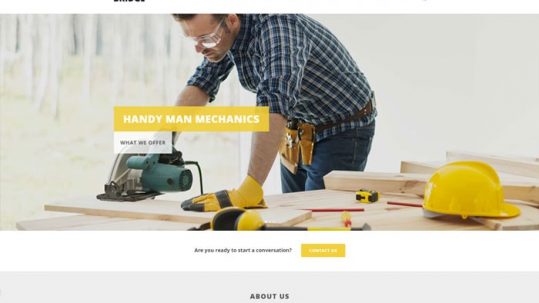 BRIDGE
HANDY MAN MECHANICS
WHAT WE OFFER
Are you ready to start a conversation?
CONTACT US
ABOUT US